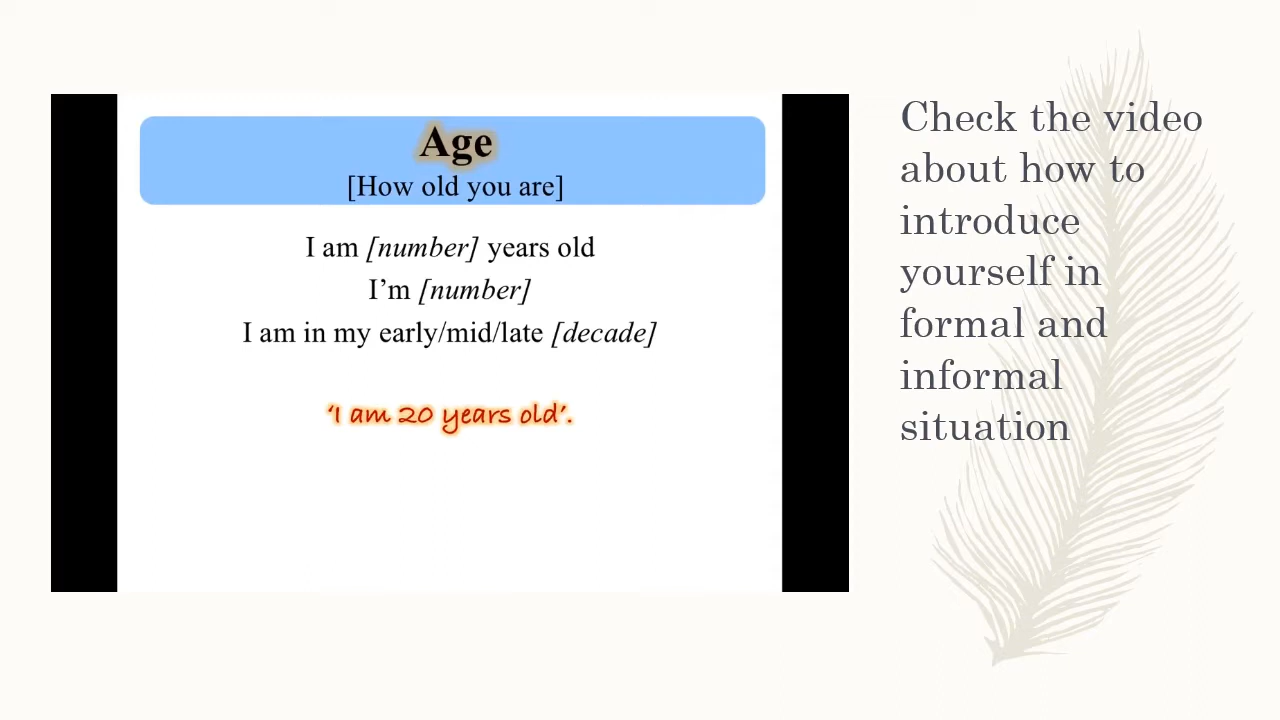 Age
[How old you are]
I am [number] years old
I’m [number]
I am in my early/mid/late [decade]
‘I am 20 years old’.
Check the video
about how to
introduce
yourself in
formal and
informal
situation